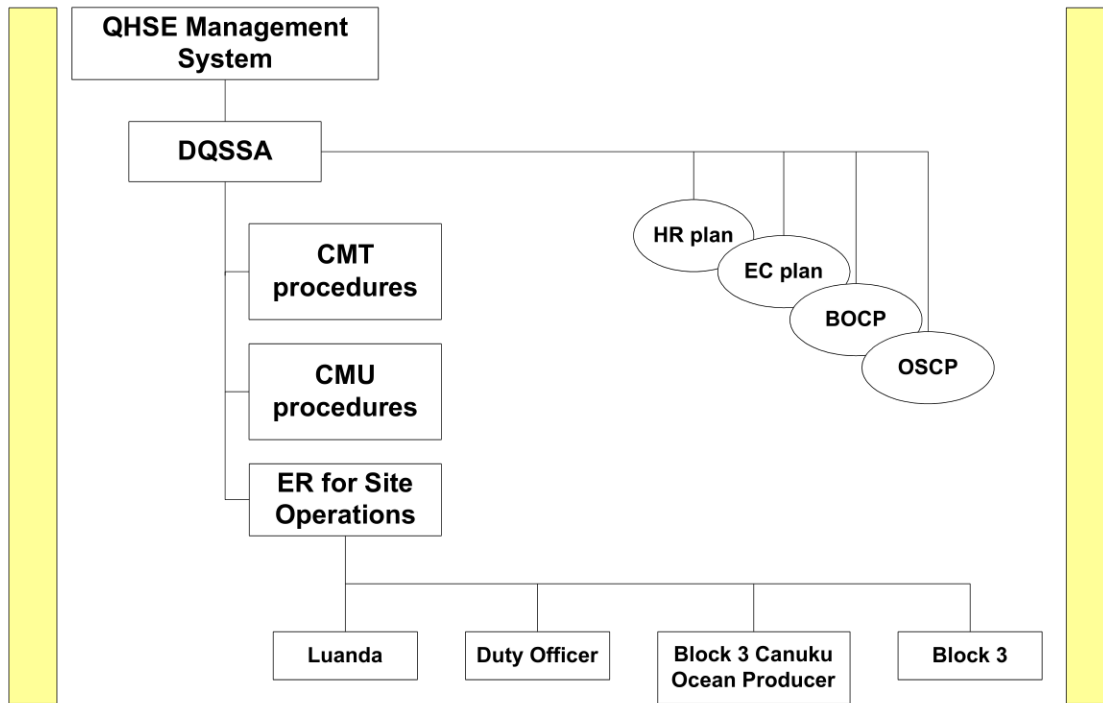 QHSE Management
System
DQSSA
CMT
procedures
HR plan
EC plan
BOCP
OSCP
CMU
procedures
ER for Site
Operations
Luanda
Duty Officer
Block 3 Canuku
Ocean Producer
Block 3